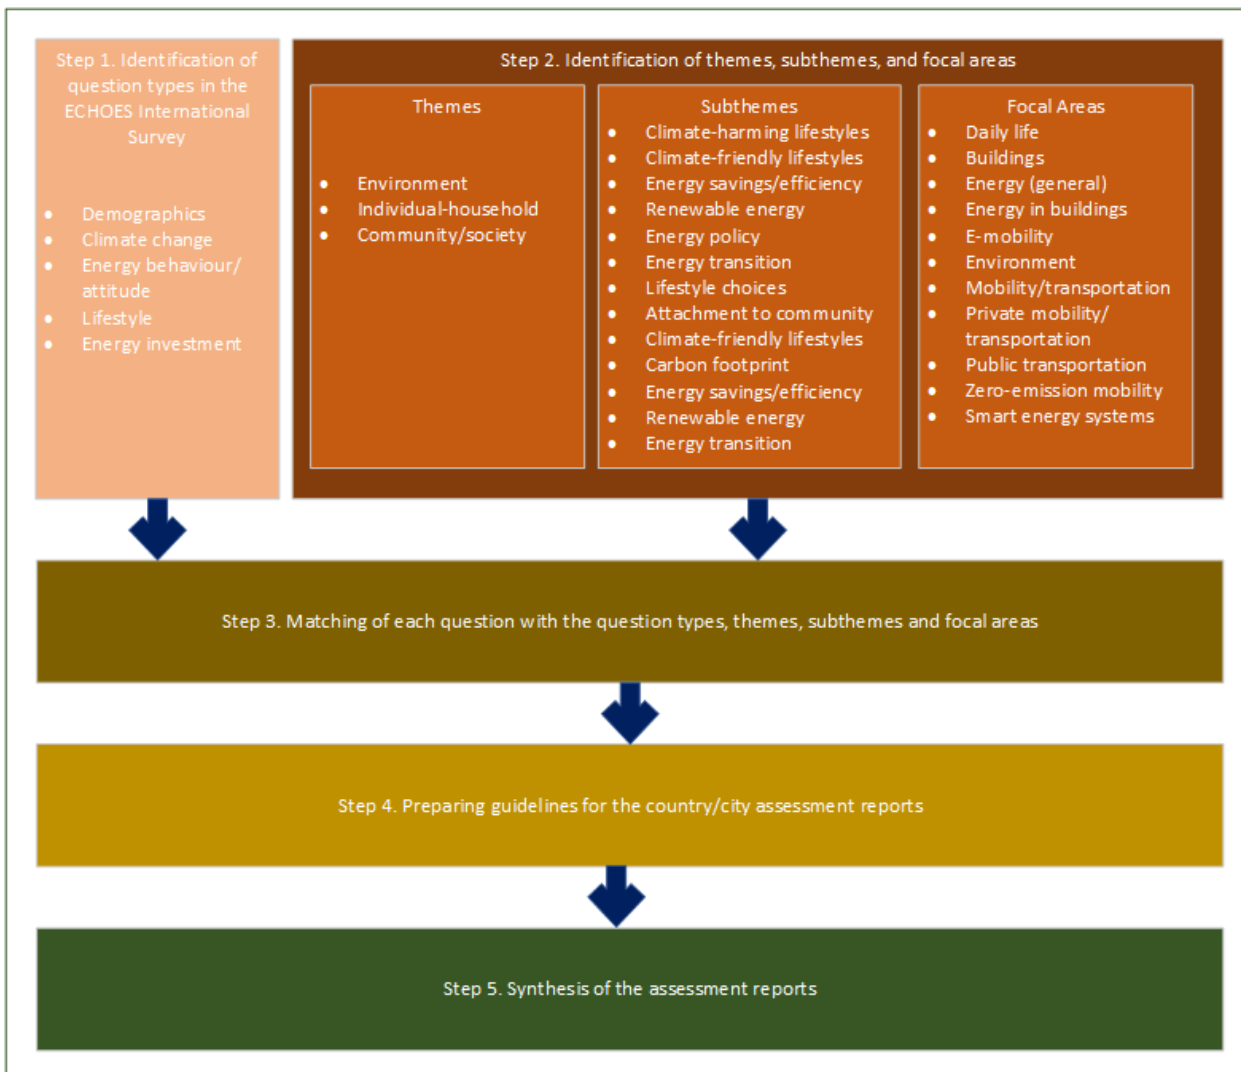 Step 1. Identification of
question types in the
ECHOES International
Survey
• Demographics
• Climate change
• Energy behaviour/
attitude
• Lifestyle
• Energy investment
Step 2. Identification of themes, subthemes, and focal areas
Themes
• Environment
• Individual-household
• Community/society
Subthemes
• Climate-harming lifestyles
• Climate-friendly lifestyles
• Energy savings/efficiency
• Renewable energy
• Energy policy
• Energy transition
• Lifestyle choices
• Attachment to community
• Climate-friendly lifestyles
• Carbon footprint
• Energy savings/efficiency
• Renewable energy
• Energy transition
Focal Areas
• Daily life
• Buildings
• Energy (general)
• Energy in buildings
• E-mobility
• Environment
• Mobility/transportation
• Private mobility/
transportation
• Public transportation
• Zero-emission mobility
• Smart energy systems
Step 3. Matching of each question with the question types, themes, subthemes and focal areas
Step 4. Preparing guidelines for the country/city assessment reports
Step 5. Synthesis of the assessment reports